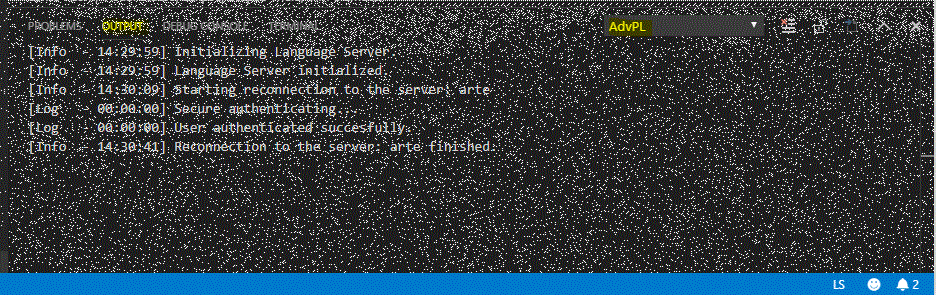 PROBLEMS OUTPUT DEBUG CONSOLE TERMINAL AdvPL
[Info - 14:29:59] Initializing Language Server.
[Info - 14:29:59] Language Server initialized.
[Info - 14:30:09] Starting reconnection to the server: arte
[Log - 00:00:00] Secure authenticating...
[Log - 00:00:00] User authenticated succesfully.
[Info - 14:30:41] Reconnection to the server: arte finished.
LS 2